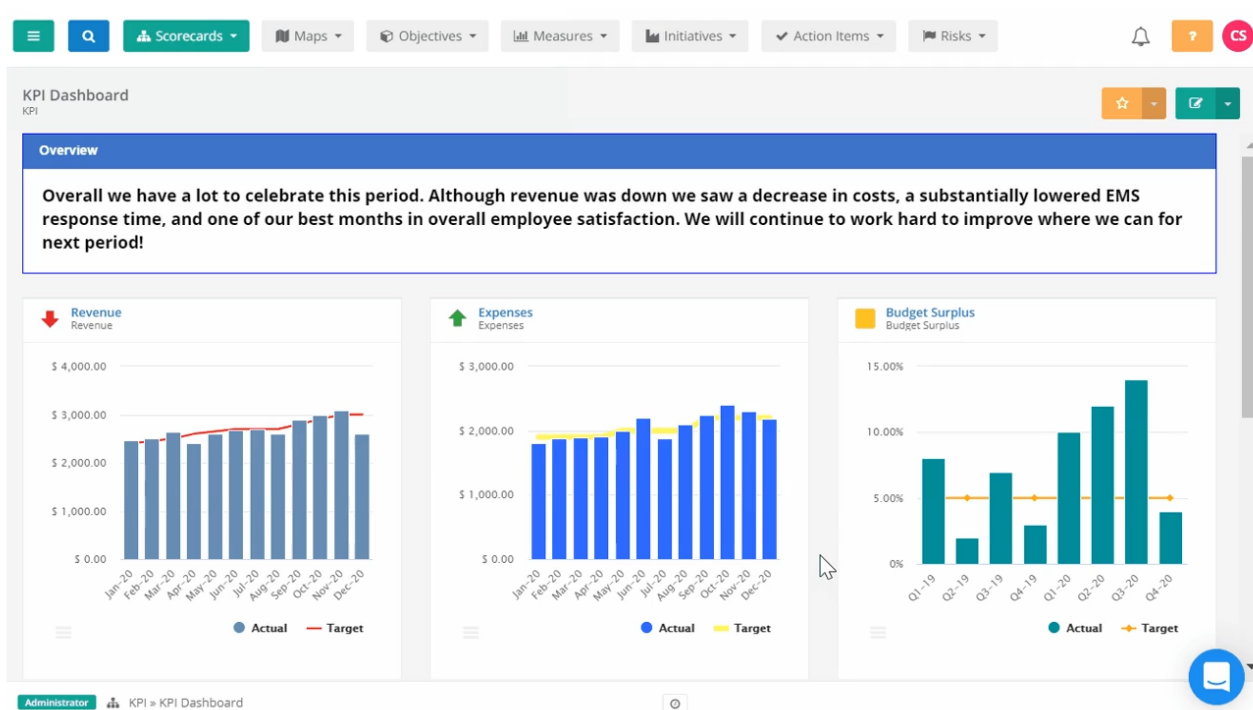 Scorecards Maps Objectives Measures Initiatives Action Items Risks ? CS
KPI Dashboard
KPI
Overview
Overall we have a lot to celebrate this period. Although revenue was down we saw a decrease in costs, a substantially lowered EMS
response time, and one of our best months in overall employee satisfaction. We will continue to work hard to improve where we can for
next period!
Revenue
Revenue
$ 4,000.00
$ 3,000.00
$ 2,000.00
$ 1,000.00
$ 0.00
Jan-20 Feb-20 Mar-20 Apr-20 May-20 Jun-20 Jul-20 Aug-20 Sep-20 Oct-20 Nov-20 Dec-20
Actual Target
Expenses
Expenses
$ 3,000.00
$ 2,000.00
$ 1,000.00
$ 0.00
Jan-20 Feb-20 Mar-20 Apr-20 May-20 Jun-20 Jul-20 Aug-20 Sep-20 Oct-20 Nov-20 Dec-20
Actual Target
Budget Surplus
Budget Surplus
15.00%
10.00%
5.00%
0%
Q1-19 Q2-19 Q3-19 Q4-19 Q1-20 Q2-20 Q3-20 Q4-20
Actual Target
Administrator KPI » KPI Dashboard